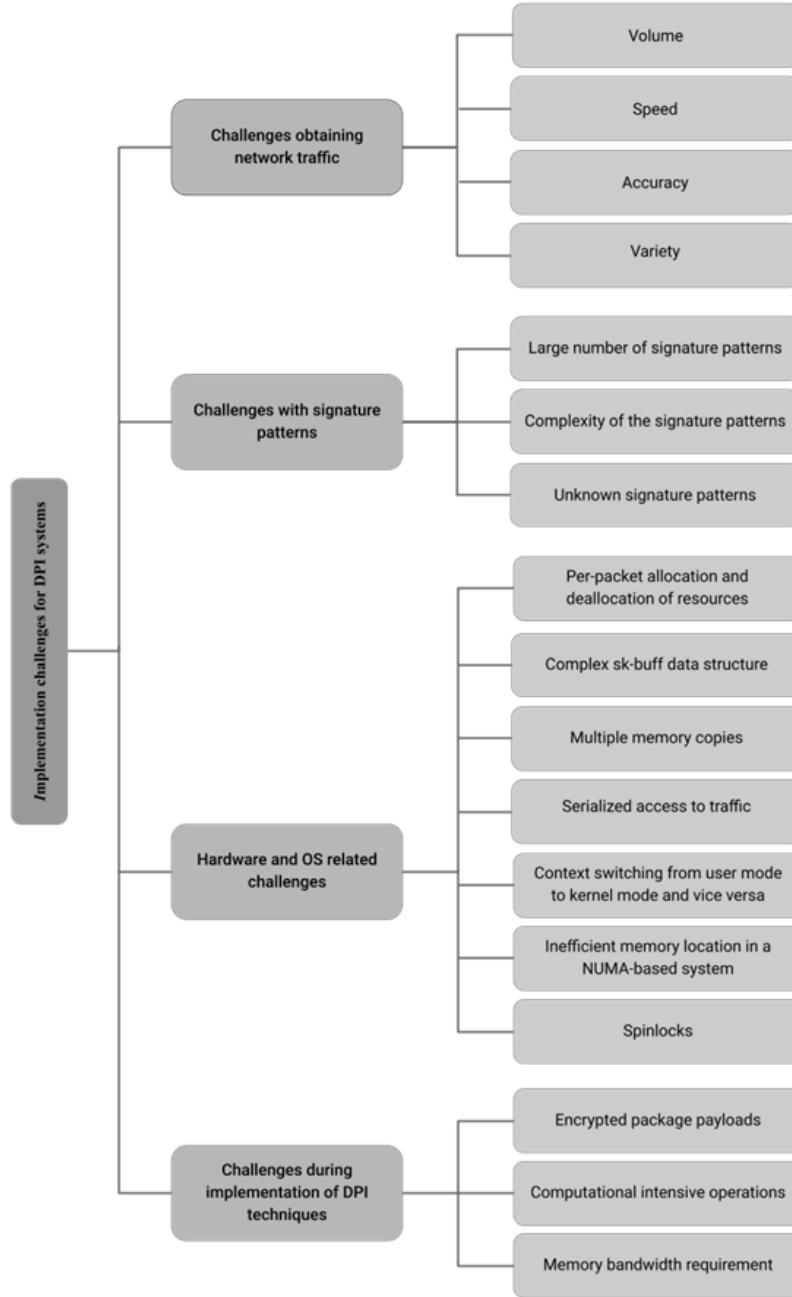 Implementation challenges for DPI systems
Challenges obtaining
network traffic
Volume
Speed
Accuracy
Variety
Challenges with signature
patterns
Large number of signature patterns
Complexity of the signature patterns
Unknown signature patterns
Hardware and OS related
challenges
Per-packet allocation and
deallocation of resources
Complex sk-buff data structure
Multiple memory copies
Serialized access to traffic
Context switching from user mode
to kernel mode and vice versa
Inefficient memory location in a
NUMA-based system
Spinlocks
Challenges during
implementation of DPI
techniques
Encrypted package payloads
Computational intensive operations
Memory bandwidth requirement